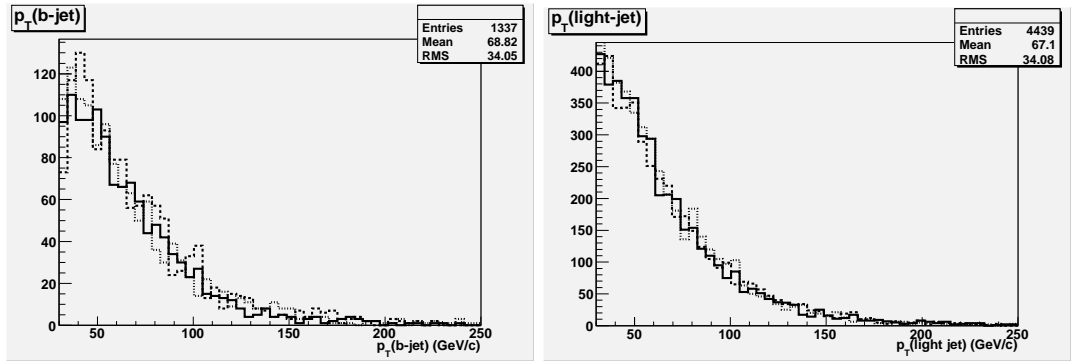 p_T(b-jet)
Entries 1337
Mean 68.82
RMS 34.05
120
100
80
60
40
20
0
50 100 150 200 250
p_T(b-jet) (GeV/c)
p_T(light-jet)
Entries 4439
Mean 67.1
RMS 34.08
400
350
300
250
200
150
100
50
0
50 100 150 200 250
p_T(light jet) (GeV/c)